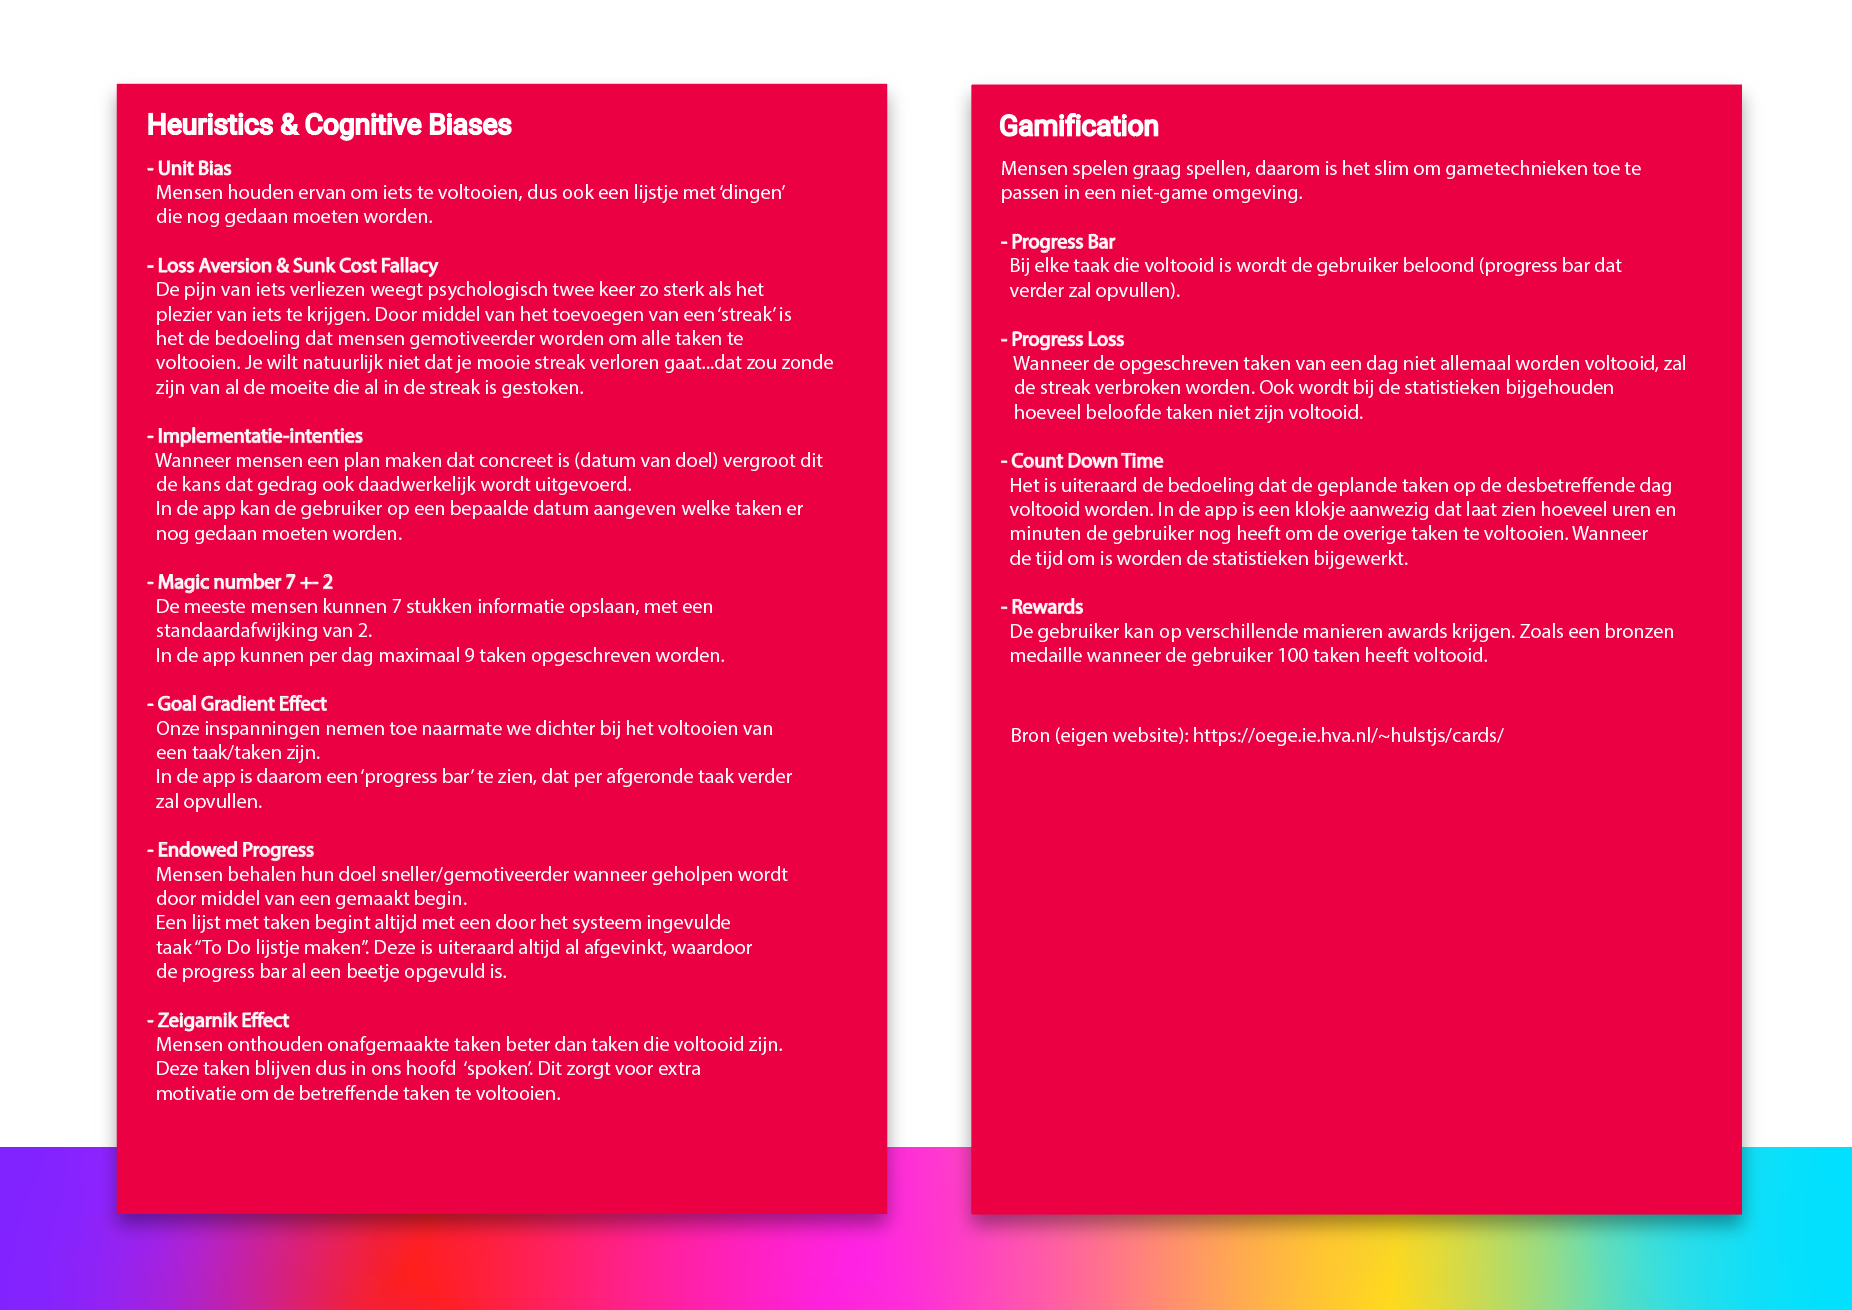 Heuristics & Cognitive Biases
- Unit Bias
Mensen houden ervan om iets te voltooien, dus ook een lijstje met ‘dingen’
die nog gedaan moeten worden.
- Loss Aversion & Sunk Cost Fallacy
De pijn van iets verliezen weegt psychologisch twee keer zo sterk als het
plezier van iets te krijgen. Door middel van het toevoegen van een ‘streak’ is
het de bedoeling dat mensen gemotiveerder worden om alle taken te
voltooien. Je wilt natuurlijk niet dat je mooie streak verloren gaat...dat zou zonde
zijn van al de moeite die al in de streak is gestoken.
- Implementatie-intenties
Wanneer mensen een plan maken dat concreet is (datum van doel) vergroot dit
de kans dat gedrag ook daadwerkelijk wordt uitgevoerd.
In de app kan de gebruiker op een bepaalde datum aangeven welke taken er
nog gedaan moeten worden.
- Magic number 7 +- 2
De meeste mensen kunnen 7 stukken informatie opslaan, met een
standaardafwijking van 2.
In de app kunnen per dag maximaal 9 taken opgeschreven worden.
- Goal Gradient Effect
Onze inspanningen nemen toe naarmate we dichter bij het voltooien van
een taak/taken zijn.
In de app is daarom een ‘progress bar’ te zien, dat per afgeronde taak verder
zal opvullen.
- Endowed Progress
Mensen behalen hun doel sneller/gemotiveerder wanneer geholpen wordt
door middel van een gemaakt begin.
Een lijst met taken begint altijd met een door het systeem ingevulde
taak “To Do lijstje maken”. Deze is uiteraard altijd al afgevinkt, waardoor
de progress bar al een beetje opgevuld is.
- Zeigarnik Effect
Mensen onthouden onafgemaakte taken beter dan taken die voltooid zijn.
Deze taken blijven dus in ons hoofd ‘spoken’. Dit zorgt voor extra
motivatie om de betreffende taken te voltooien.
Gamification
Mensen spelen graag spellen, daarom is het slim om gametechnieken toe te
passen in een niet-game omgeving.
- Progress Bar
Bij elke taak die voltooid is wordt de gebruiker beloond (progress bar dat
verder zal opvullen).
- Progress Loss
Wanneer de opgeschreven taken van een dag niet allemaal worden voltooid, zal
de streak verbroken worden. Ook wordt bij de statistieken bijgehouden
hoeveel beloofde taken niet zijn voltooid.
- Count Down Time
Het is uiteraard de bedoeling dat de geplande taken op de desbetreffende dag
voltooid worden. In de app is een klokje aanwezig dat laat zien hoeveel uren en
minuten de gebruiker nog heeft om de overige taken te voltooien. Wanneer
de tijd om is worden de statistieken bijgewerkt.
- Rewards
De gebruiker kan op verschillende manieren awards krijgen. Zoals een bronzen
medaille wanneer de gebruiker 100 taken heeft voltooid.
Bron (eigen website): https://oege.ie.hva.nl/~hulstjs/cards/